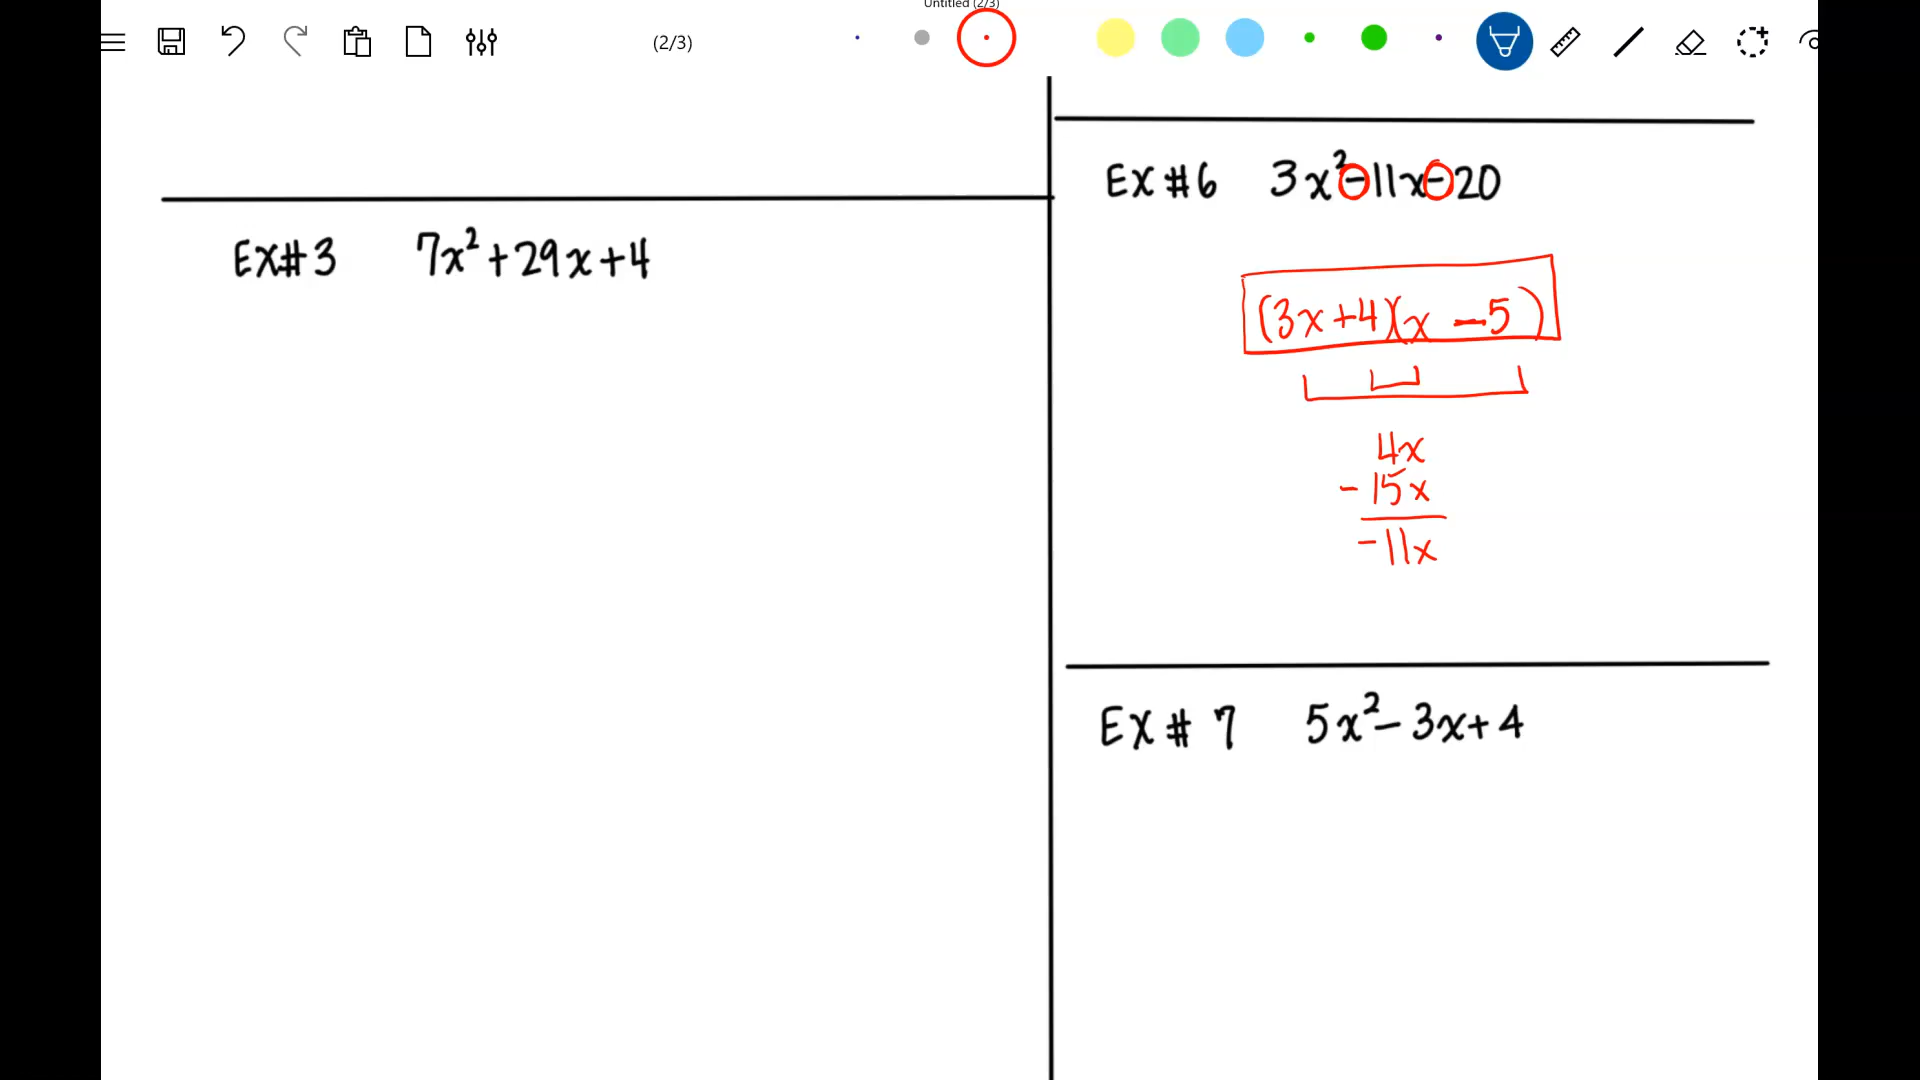 Untitled (2/3)
(2/3)
EX#3 7x²+29x+4
EX #6 3x²-11x-20
(3x+4)(x-5)
4x
-15x
-11x
EX # 7 5x²-3x+4